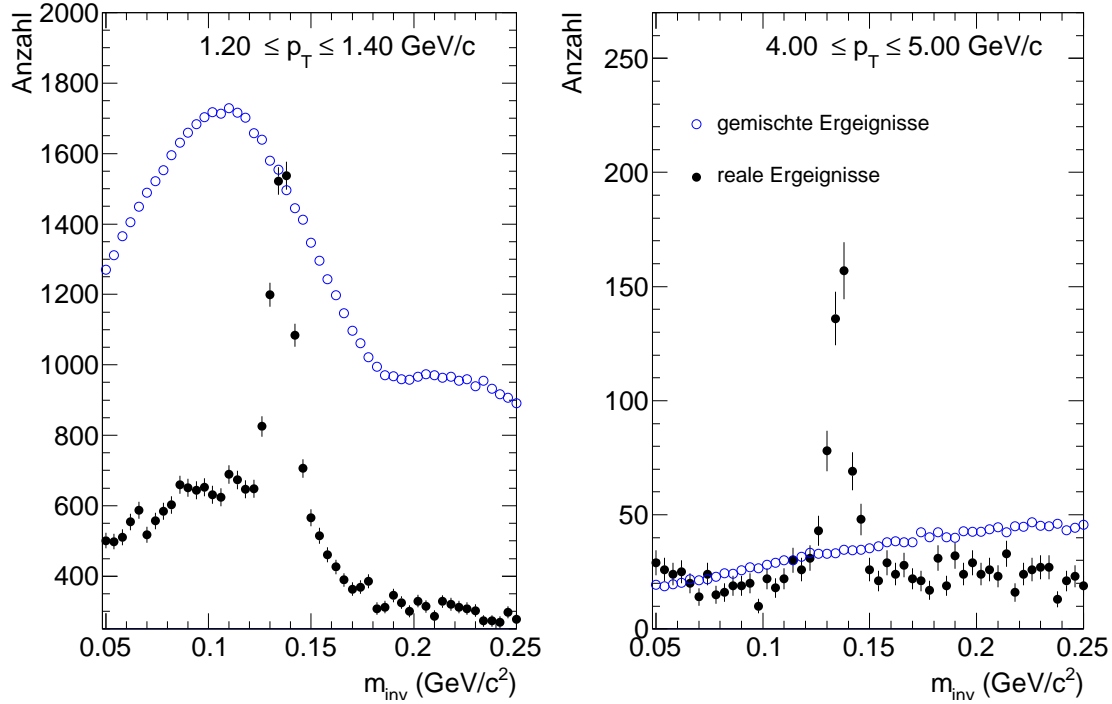 Anzahl
1.20 ≤ p_T ≤ 1.40 GeV/c
2000
1800
1600
1400
1200
1000
800
600
400
0.05 0.1 0.15 0.2 0.25
m_inv (GeV/c²)
Anzahl
4.00 ≤ p_T ≤ 5.00 GeV/c
250
200
150
100
50
0
gemischte Ergeignisse
reale Ergeignisse
0.05 0.1 0.15 0.2 0.25
m_inv (GeV/c²)